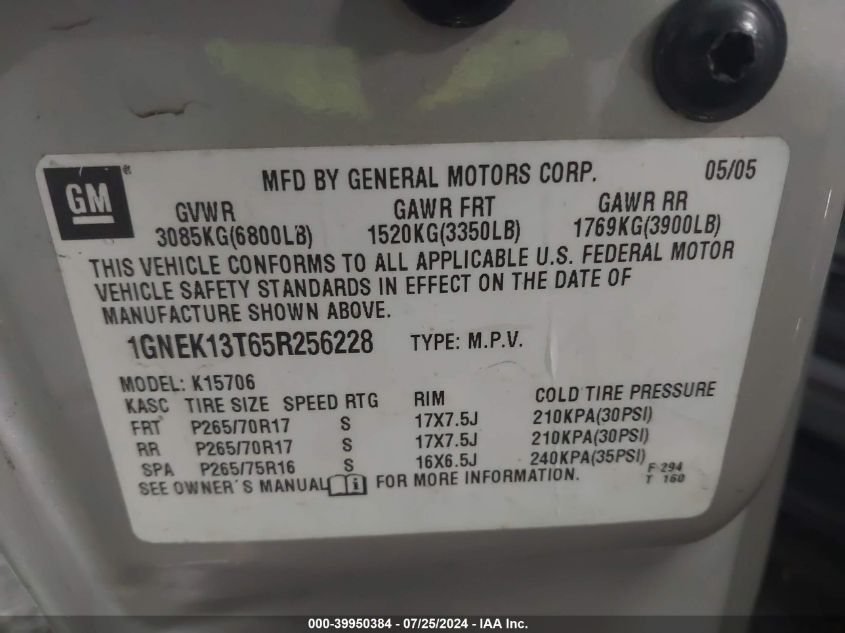 GM ®
MFD BY GENERAL MOTORS CORP. 05/05
GVWR GAWR FRT GAWR RR
3085KG(6800LB) 1520KG(3350LB) 1769KG(3900LB)
THIS VEHICLE CONFORMS TO ALL APPLICABLE U.S. FEDERAL MOTOR
VEHICLE SAFETY STANDARDS IN EFFECT ON THE DATE OF
MANUFACTURE SHOWN ABOVE.
1GNEK13T65R256228 TYPE: M.P.V.
MODEL: K15706
KASC TIRE SIZE SPEED RTG RIM COLD TIRE PRESSURE
FRT P265/70R17 S 17X7.5J 210KPA(30PSI)
RR P265/70R17 S 17X7.5J 210KPA(30PSI)
SPA P265/75R16 S 16X6.5J 240KPA(35PSI)
SEE OWNER'S MANUAL FOR MORE INFORMATION.
F 294
T 160
000-39950384 - 07/25/2024 - IAA Inc.